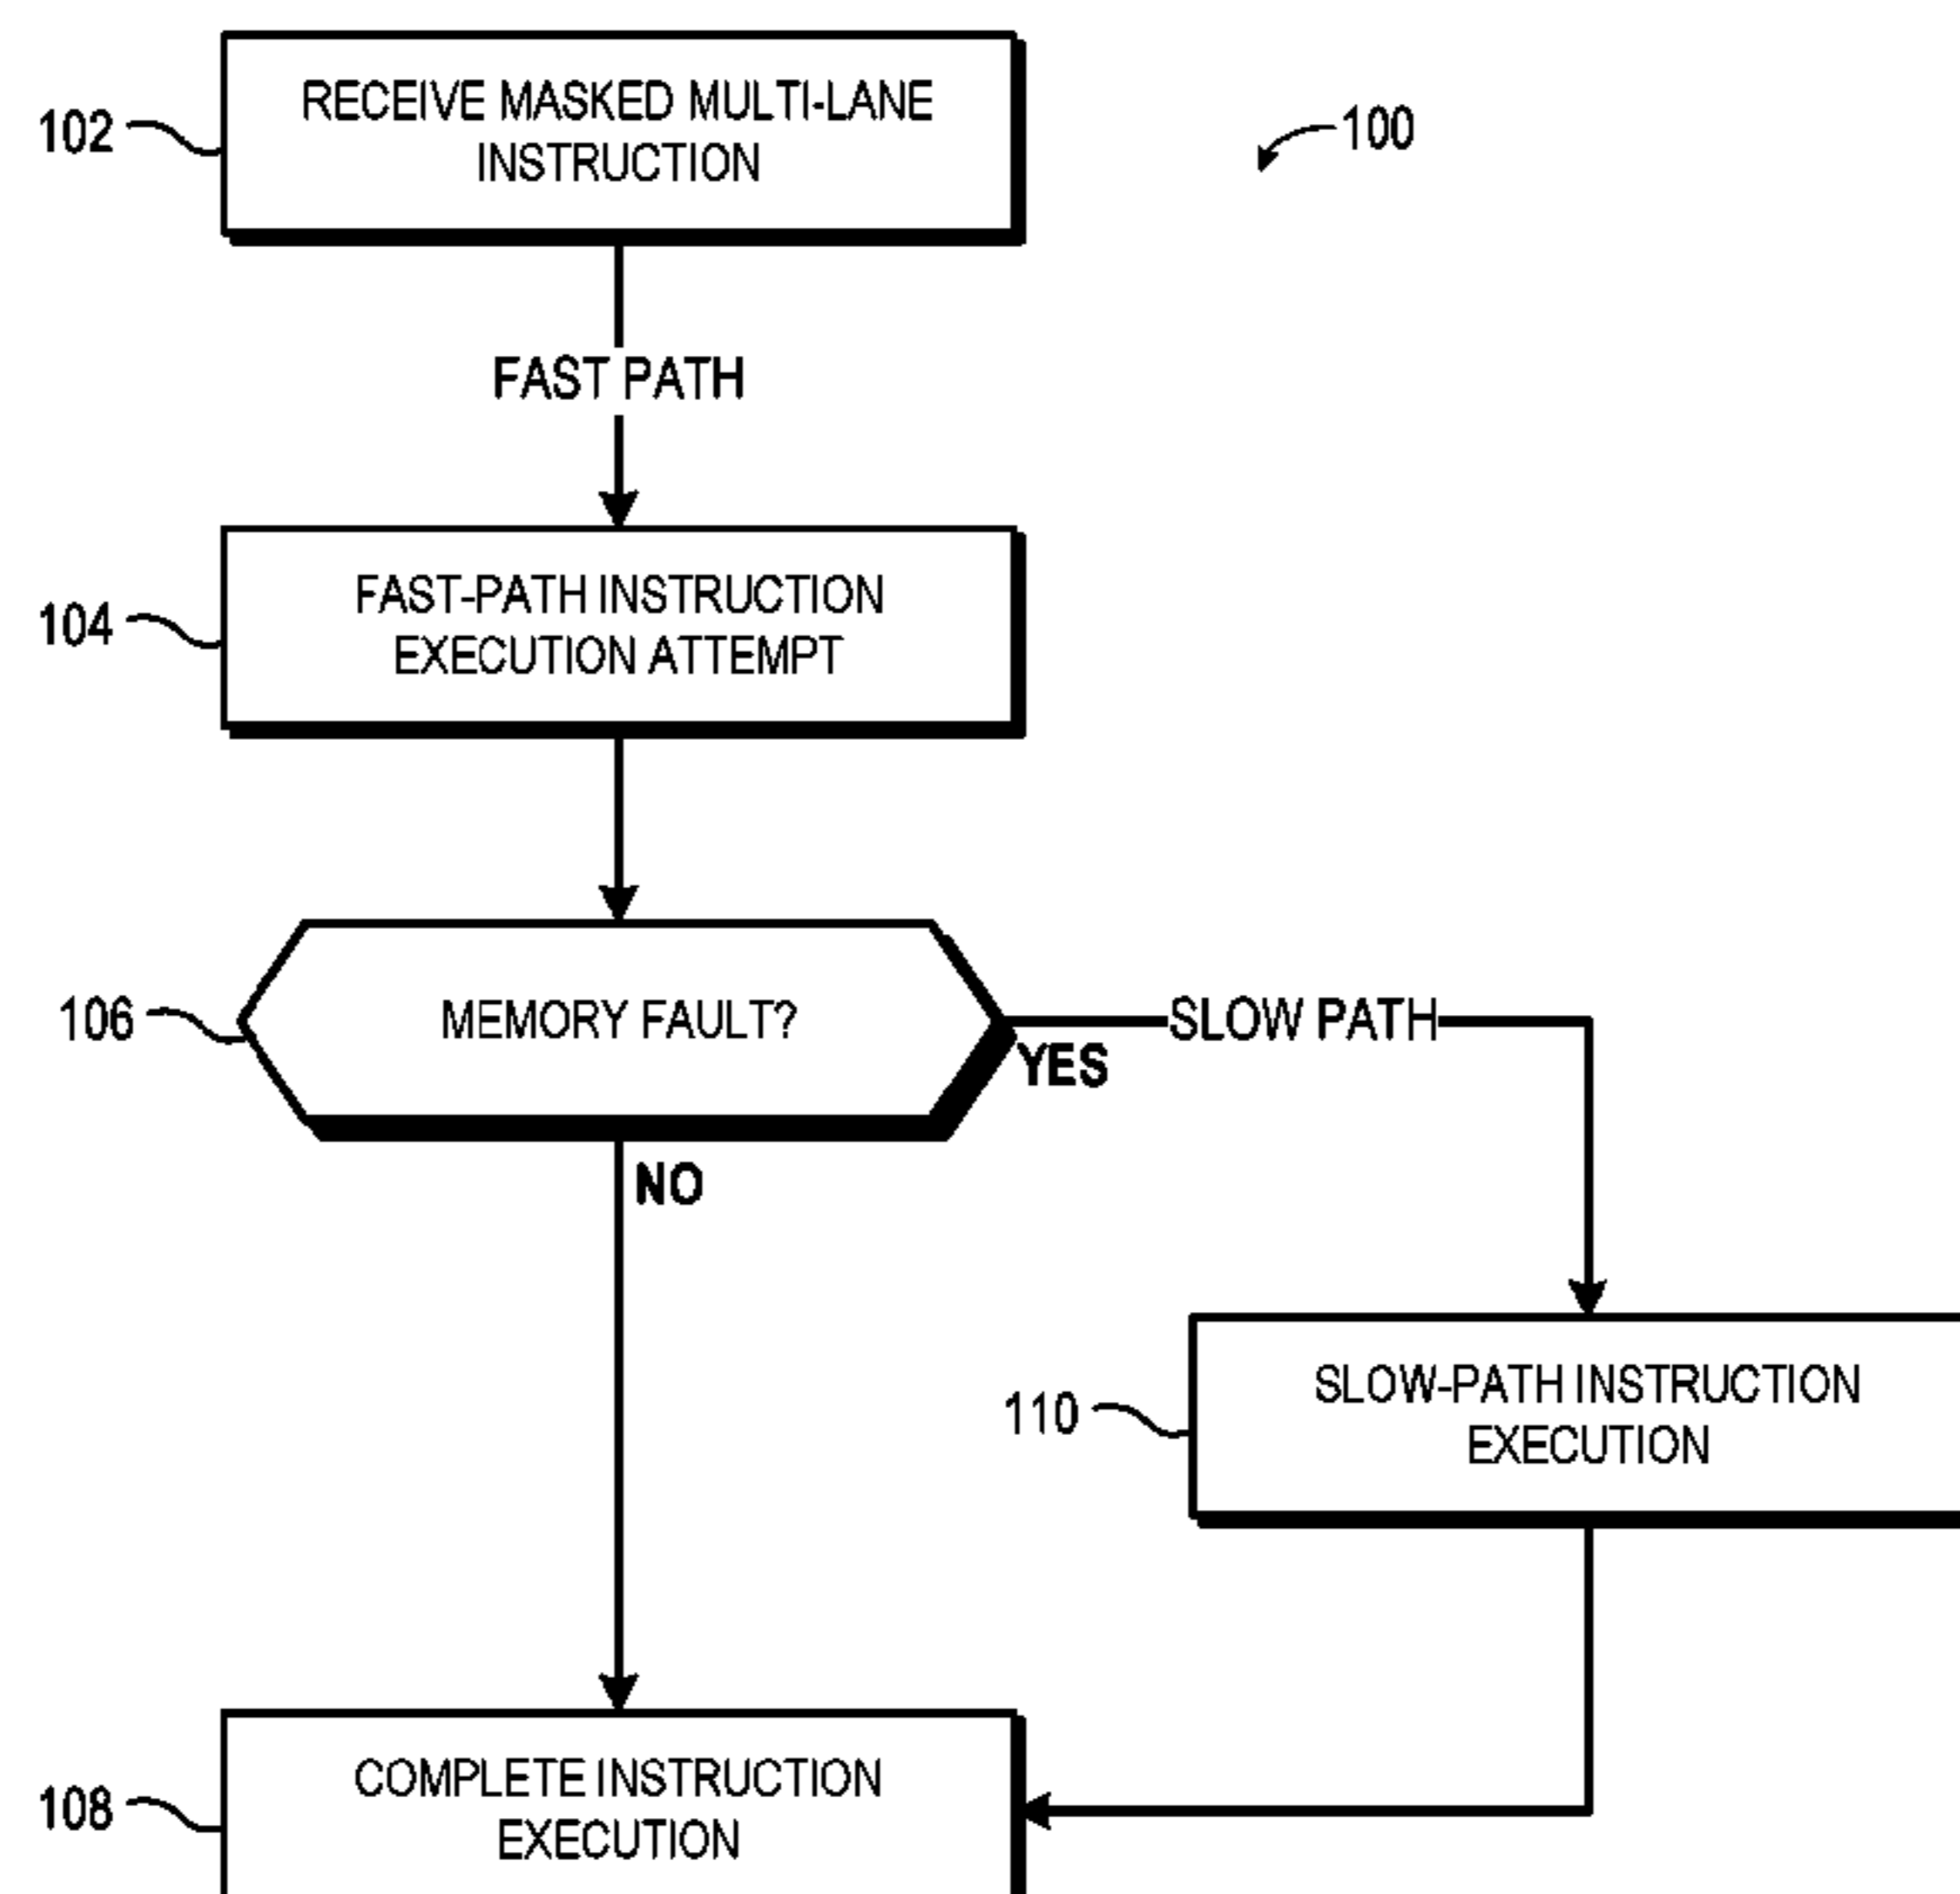 102
RECEIVE MASKED MULTI-LANE
INSTRUCTION
100
FAST PATH
104
FAST-PATH INSTRUCTION
EXECUTION ATTEMPT
106
MEMORY FAULT?
SLOW PATH
YES
NO
110
SLOW-PATH INSTRUCTION
EXECUTION
108
COMPLETE INSTRUCTION
EXECUTION